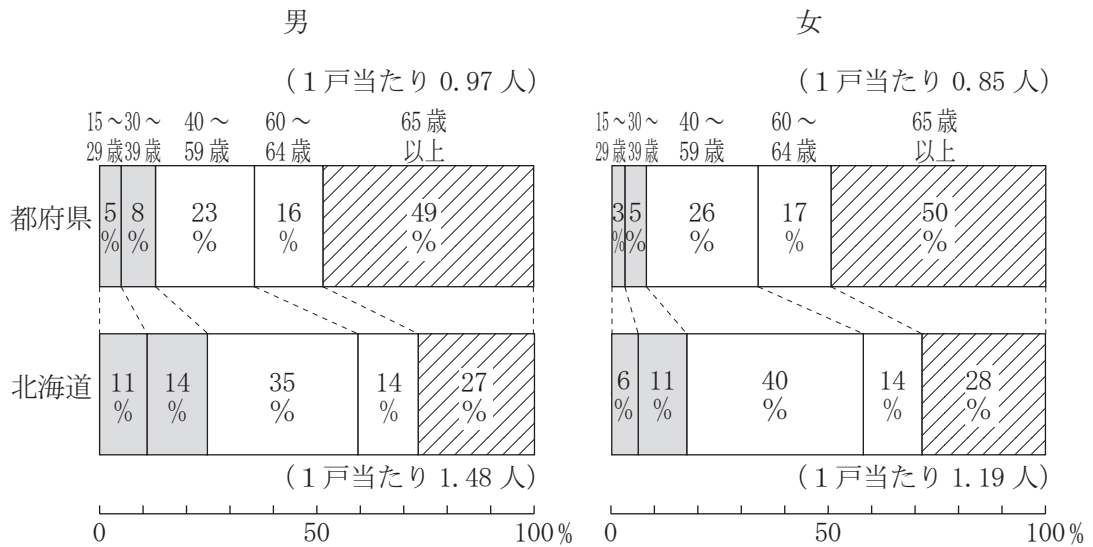 男
女
(1戸当たり 0.97 人)
(1戸当たり 0.85 人)
15～30～ 40～ 60～ 65歳
29歳 39歳 59歳 64歳 以上
15～30～ 40～ 60～ 65歳
29歳 39歳 59歳 64歳 以上
都府県
5 8 23 16 49
% % % % %
3 5 26 17 50
% % % % %
北海道
11 14 35 14 27
% % % % %
6 11 40 14 28
% % % % %
(1戸当たり 1.48 人)
(1戸当たり 1.19 人)
0 50 100%
0 50 100%